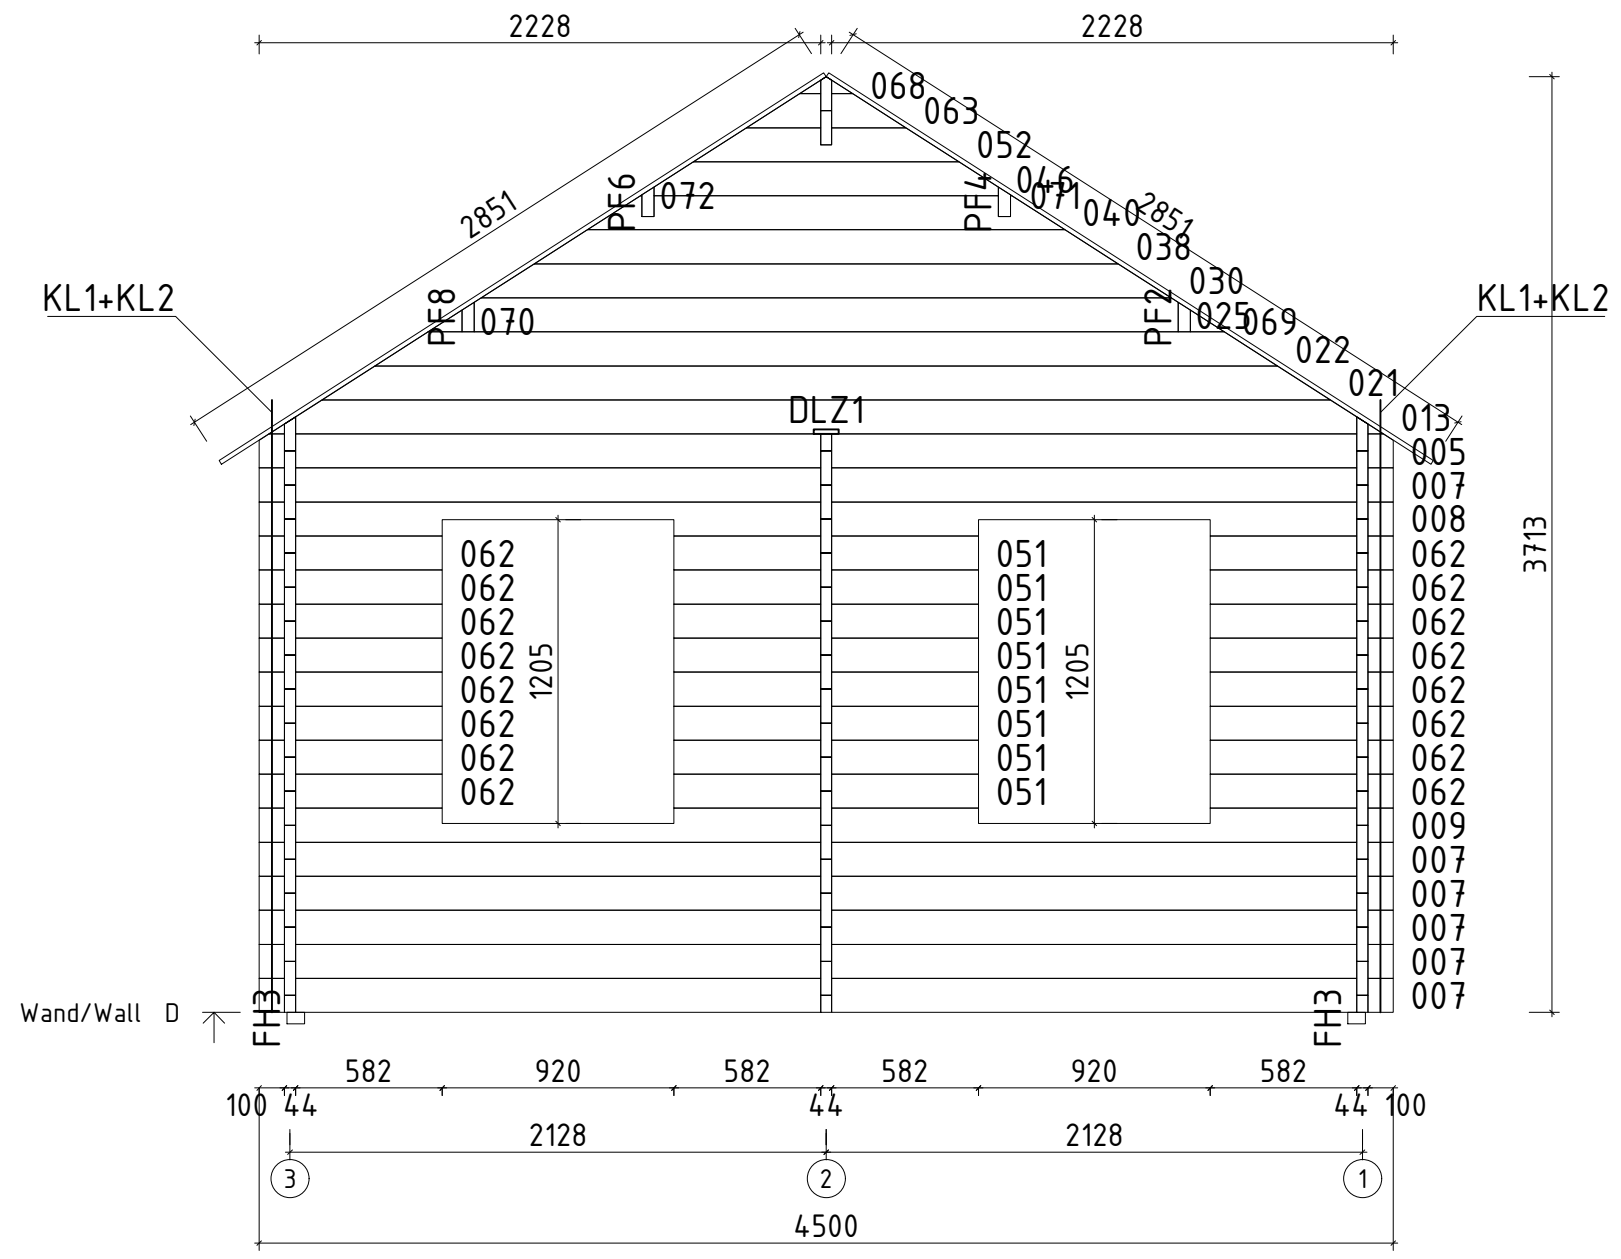 2228 2228
068
063
052
046
PF6 072 PF4 071
040
2851 2851
038
030
KL1+KL2 KL1+KL2
PF8 070 PF2 025 069
022
021
DLZ1 013
005
007
008
062 051 062
062 051 062
062 051 062
062 1205 051 1205 062
062 051 062
062 051 062
062 051 062
062 051 062
3713
009
007
007
007
007
007
Wand/Wall D FH3 FH3
582 920 582 582 920 582
100 44 44 44 100
2128 2128
3 2 1
4500